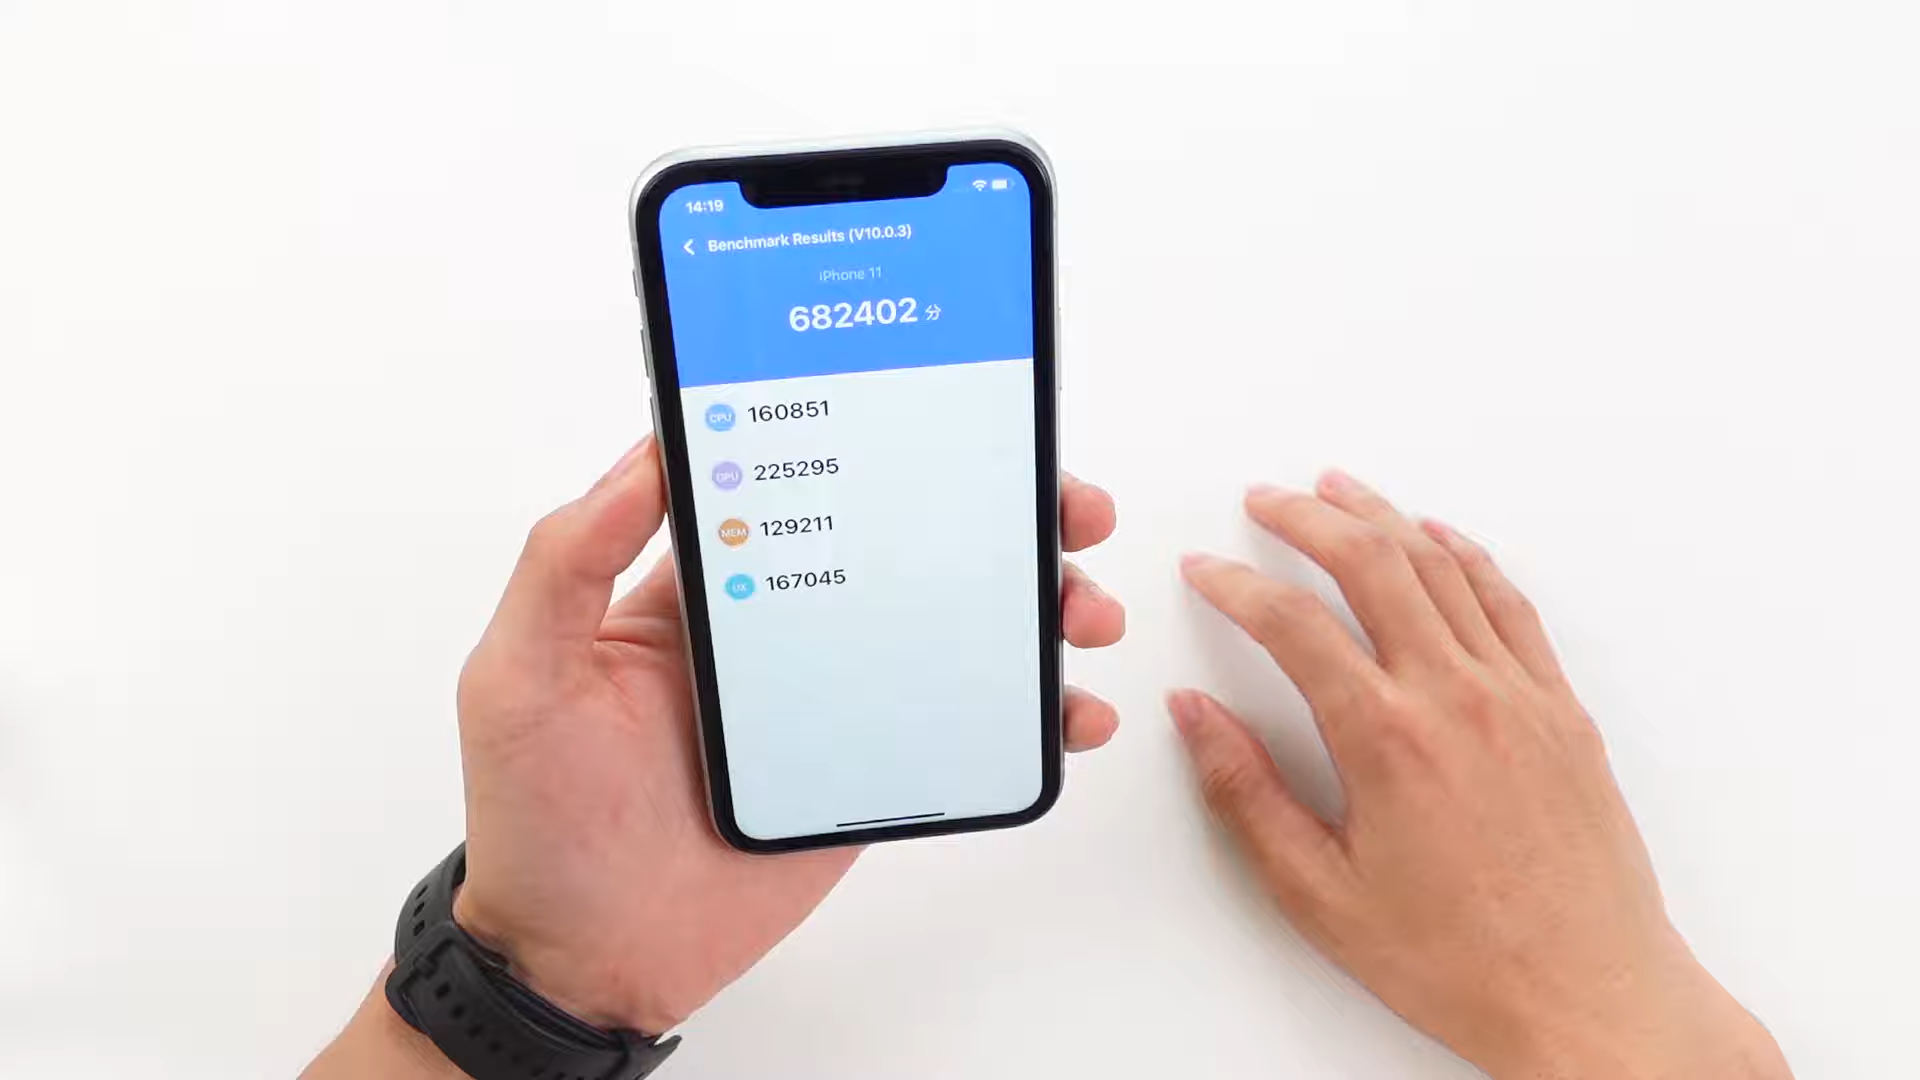 14:19
Benchmark Results (V10.0.3)
iPhone 11
682402 分
CPU 160851
GPU 225295
MEM 129211
UX 167045